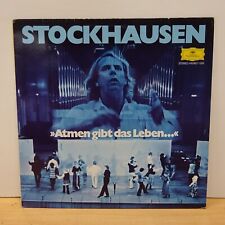 STOCKHAUSEN
»Atmen gibt das Leben...«